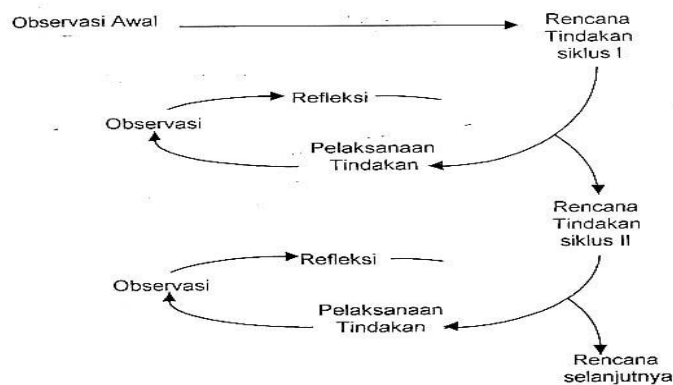 Observasi Awal
Rencana
Tindakan
siklus I
Refleksi
Observasi
Pelaksanaan
Tindakan
Rencana
Tindakan
siklus II
Refleksi
Observasi
Pelaksanaan
Tindakan
Rencana
selanjutnya